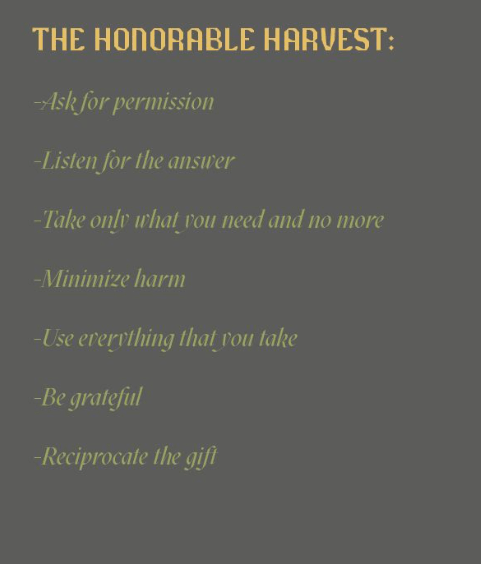 THE HONORABLE HARVEST:
-Ask for permission
-Listen for the answer
-Take only what you need and no more
-Minimize harm
-Use everything that you take
-Be grateful
-Reciprocate the gift